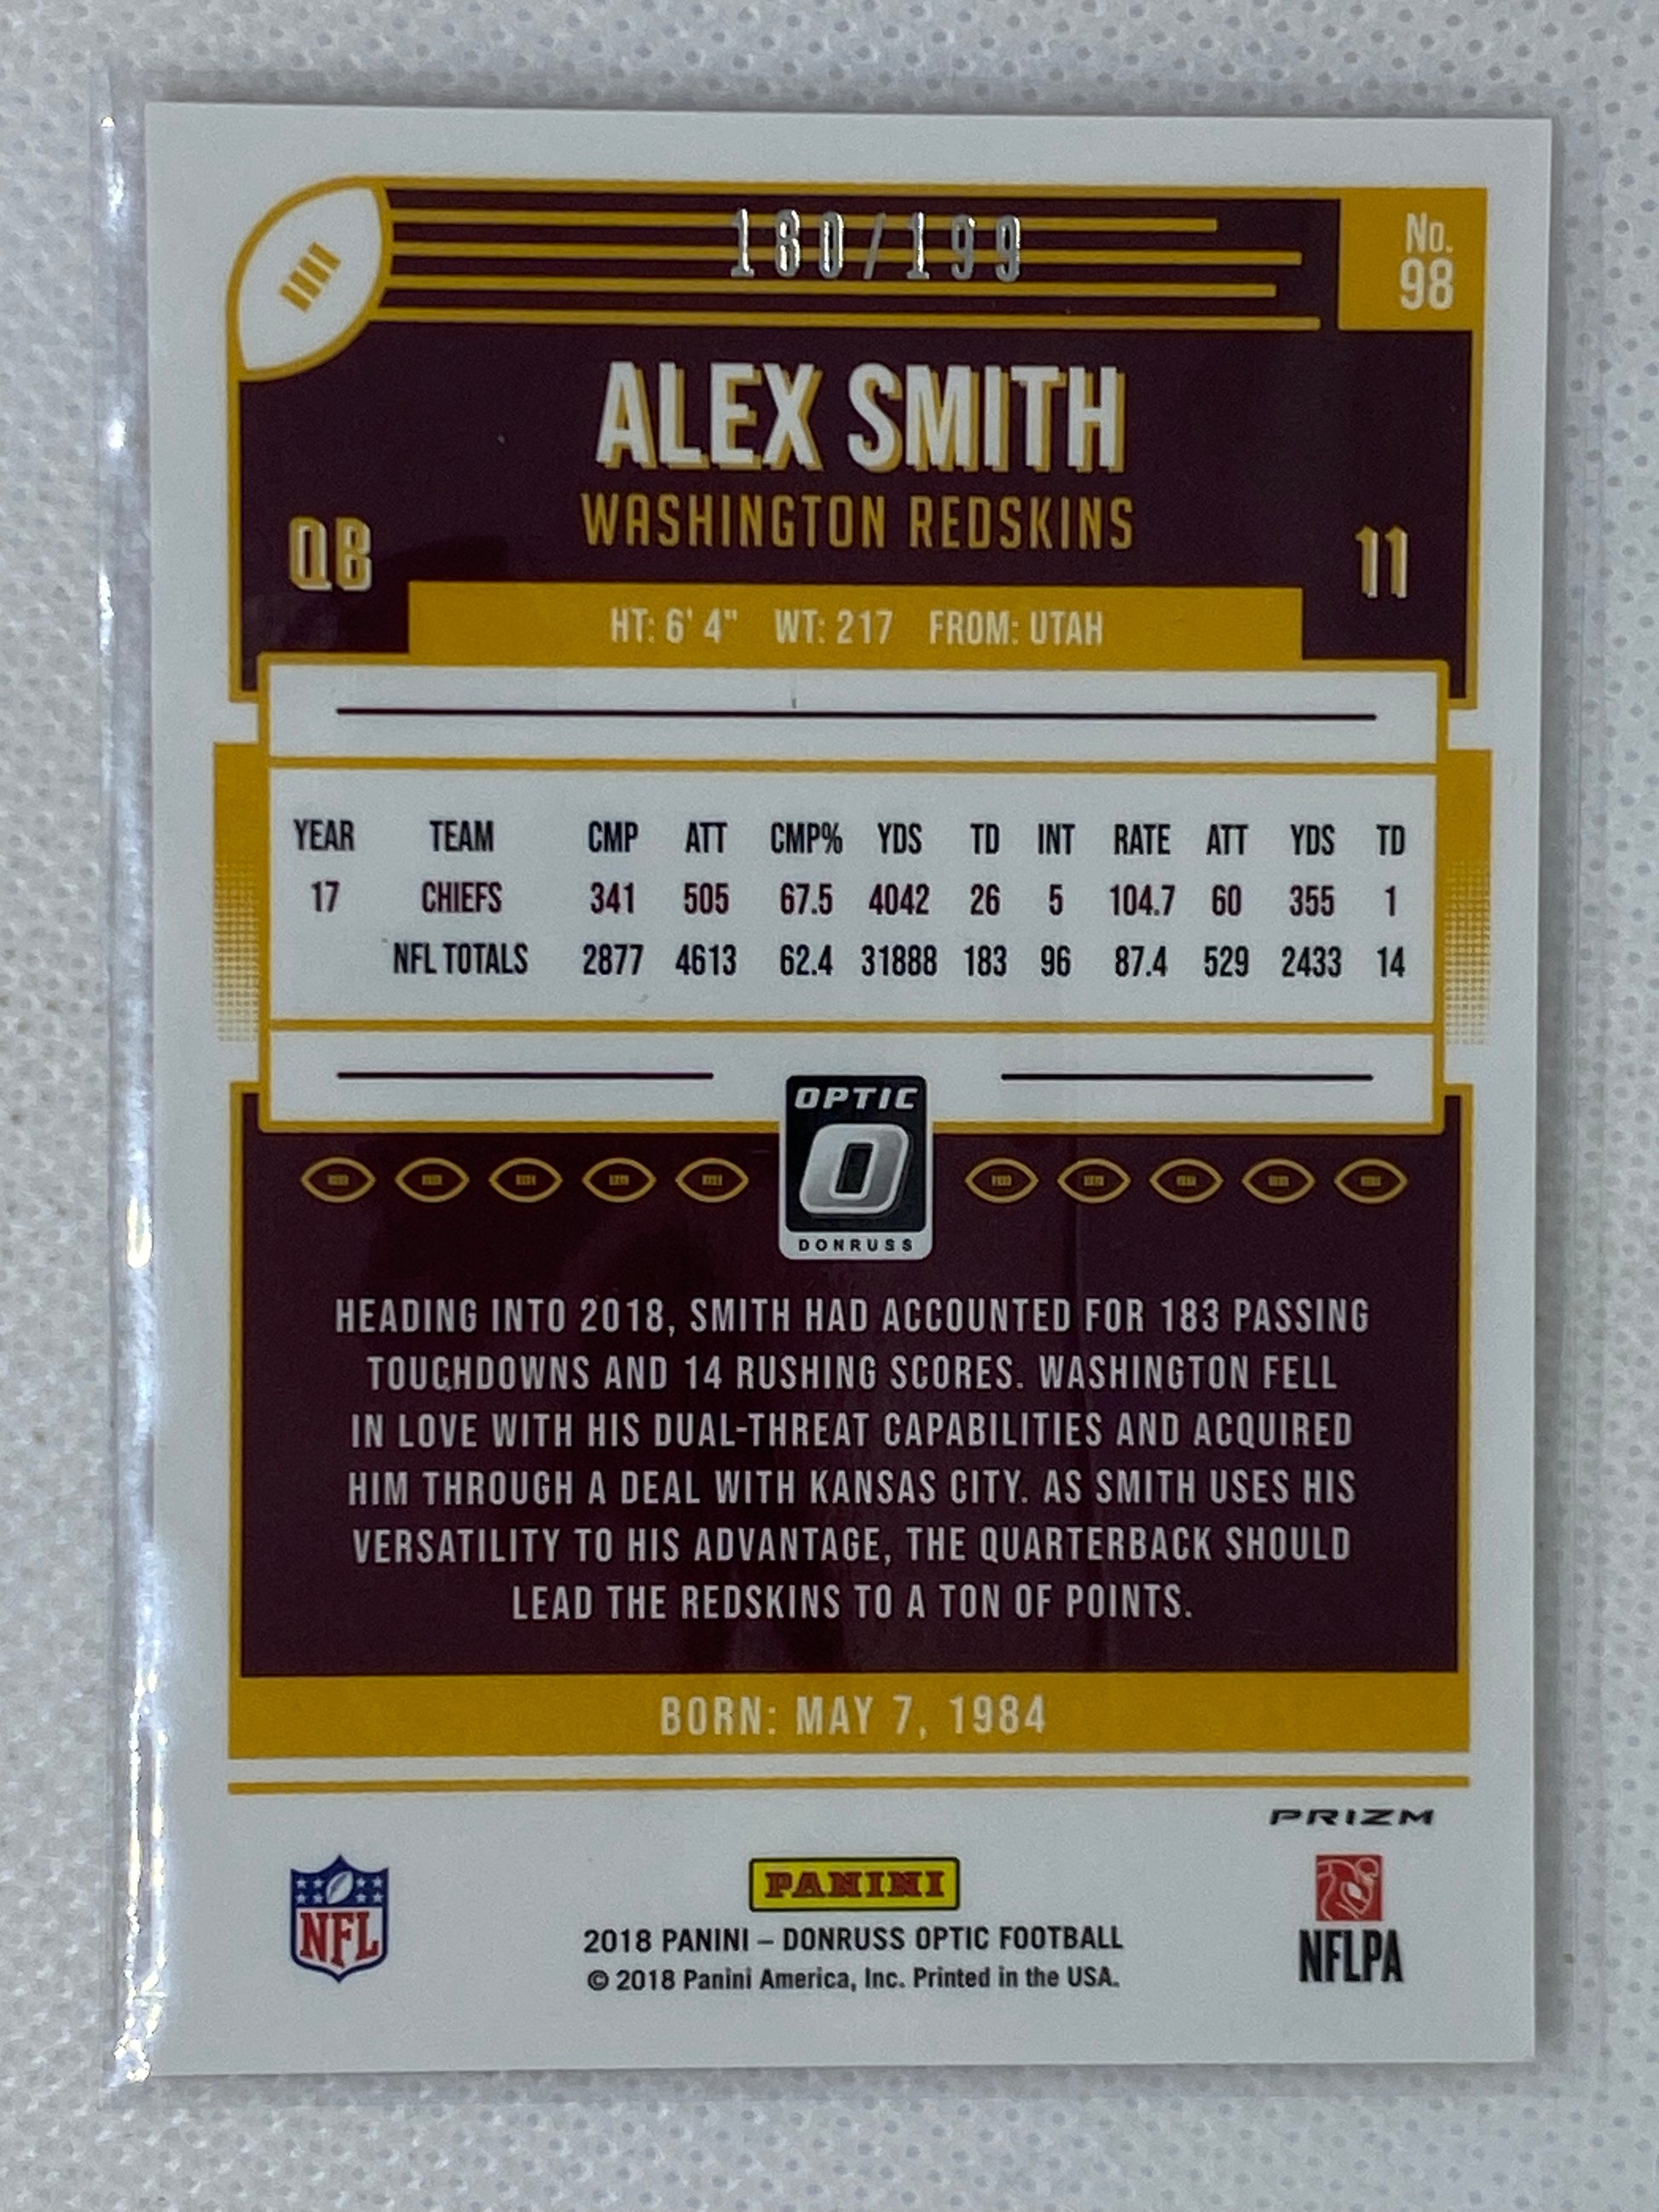 180/199
No.
98
ALEX SMITH
WASHINGTON REDSKINS
QB
11
HT: 6' 4" WT: 217 FROM: UTAH
YEAR TEAM CMP ATT CMP% YDS TD INT RATE ATT YDS TD
17 CHIEFS 341 505 67.5 4042 26 5 104.7 60 355 1
NFL TOTALS 2877 4613 62.4 31888 183 96 87.4 529 2433 14
OPTIC
O
DONRUSS
HEADING INTO 2018, SMITH HAD ACCOUNTED FOR 183 PASSING
TOUCHDOWNS AND 14 RUSHING SCORES. WASHINGTON FELL
IN LOVE WITH HIS DUAL-THREAT CAPABILITIES AND ACQUIRED
HIM THROUGH A DEAL WITH KANSAS CITY. AS SMITH USES HIS
VERSATILITY TO HIS ADVANTAGE, THE QUARTERBACK SHOULD
LEAD THE REDSKINS TO A TON OF POINTS.
BORN: MAY 7, 1984
PRIZM
NFL
PANINI
2018 PANINI – DONRUSS OPTIC FOOTBALL
© 2018 Panini America, Inc. Printed in the USA.
NFLPA